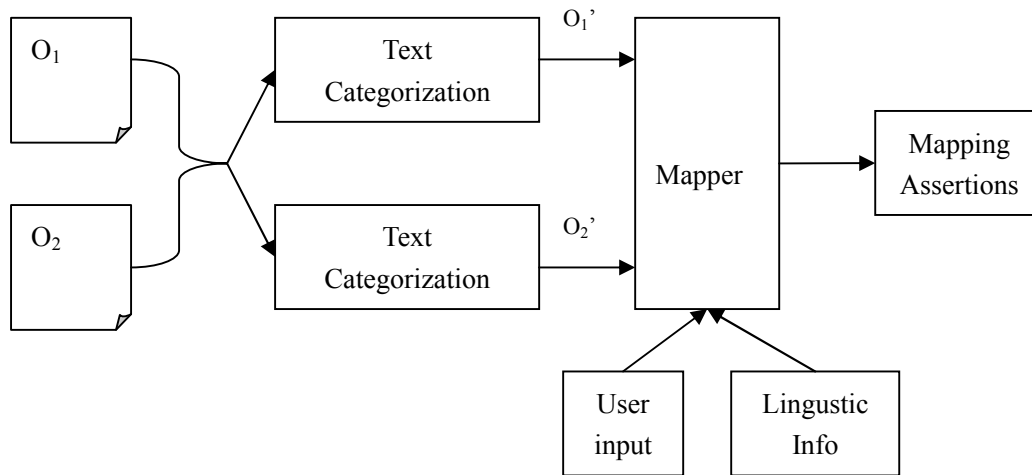 O₁
Text
Categorization
O₁’
Mapper
Mapping
Assertions
O₂
Text
Categorization
O₂’
User
input
Lingustic
Info